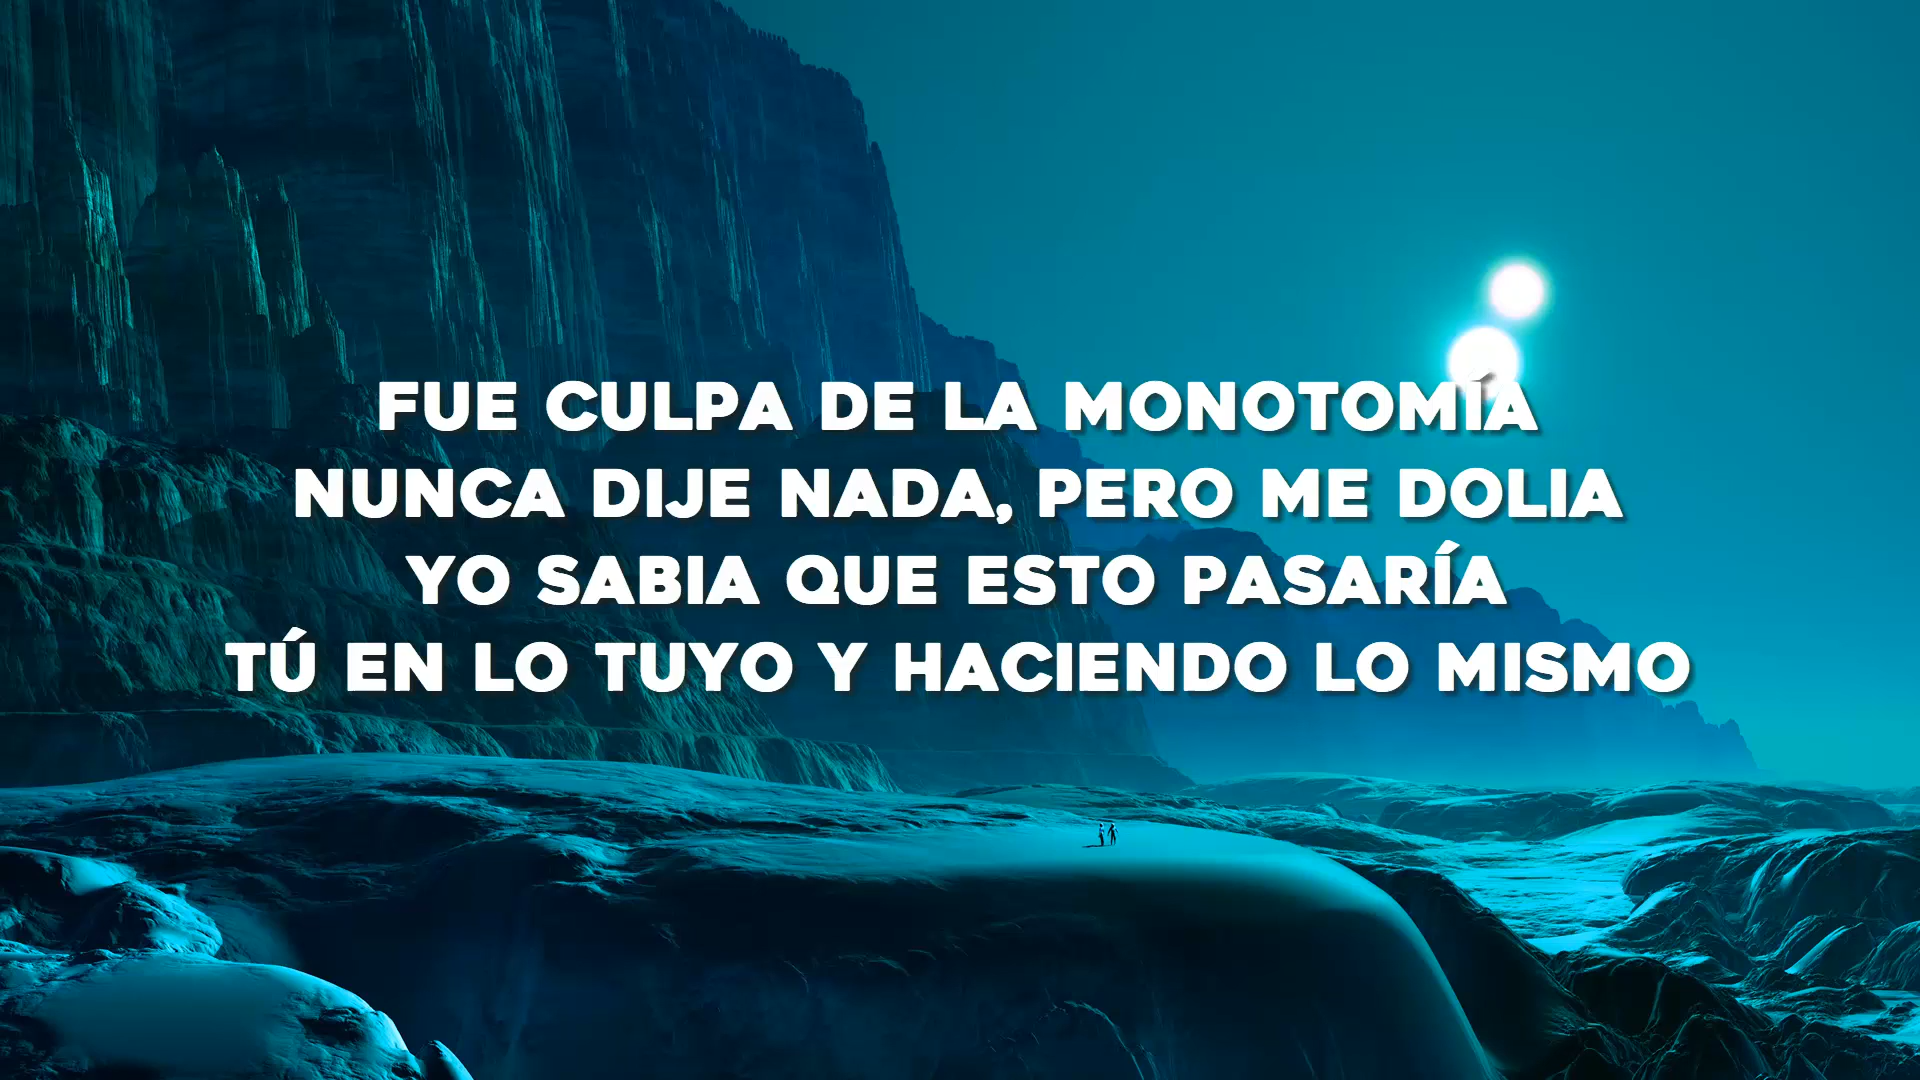 FUE CULPA DE LA MONOTOMÍA
NUNCA DIJE NADA, PERO ME DOLIA
YO SABIA QUE ESTO PASARÍA
TÚ EN LO TUYO Y HACIENDO LO MISMO